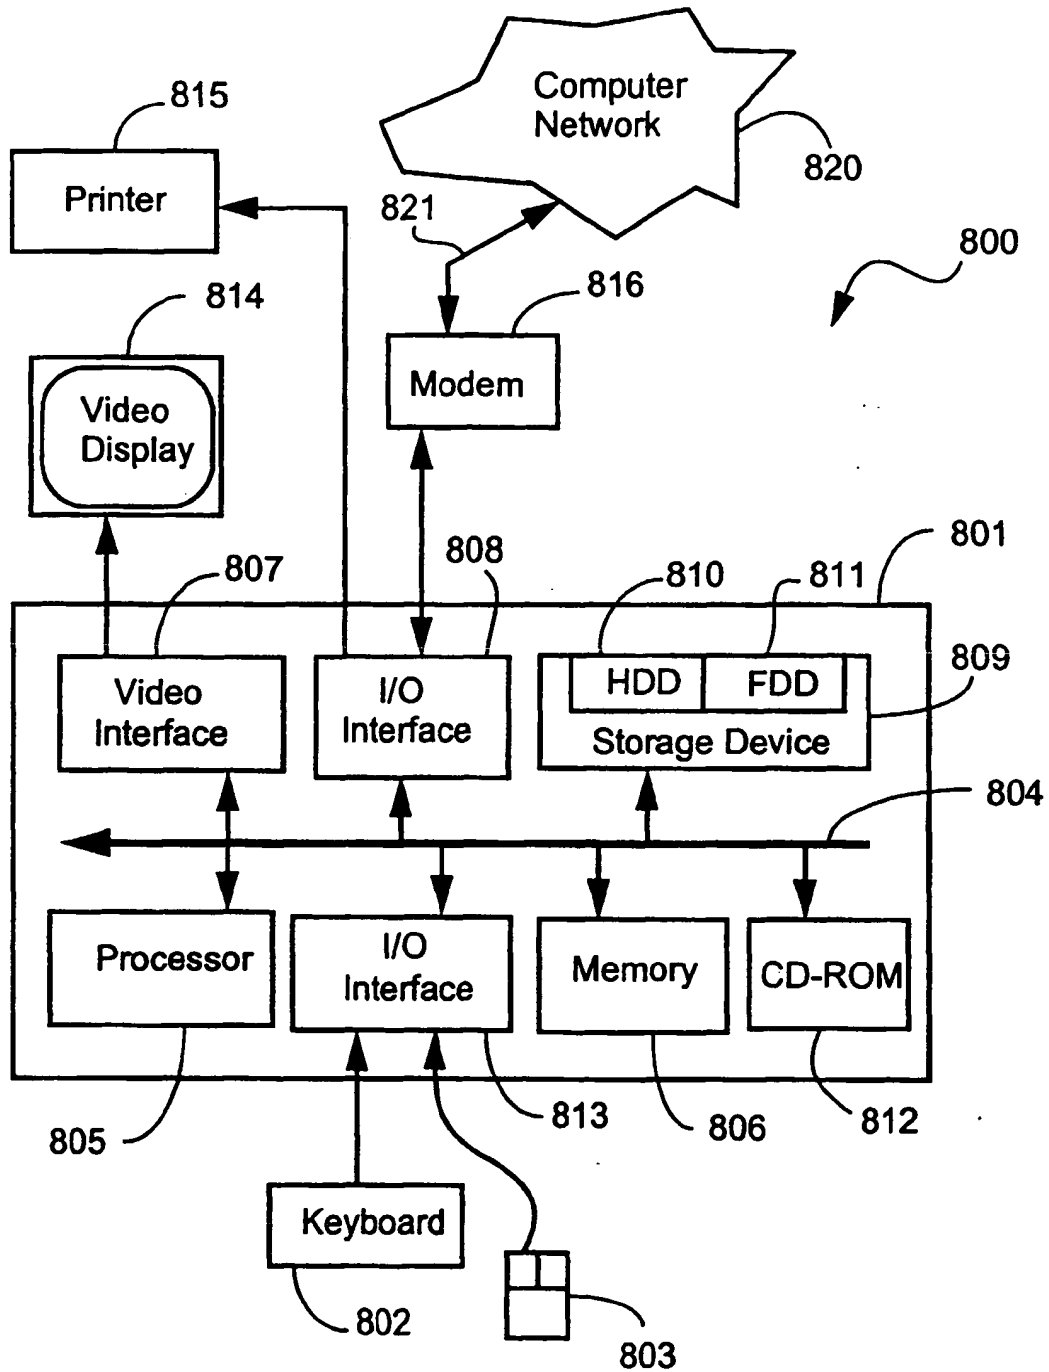 Computer
Network
815
Printer
820
821
800
816
814
Modem
Video
Display
801
807
808
810
811
809
Video
Interface
I/O
Interface
HDD
FDD
Storage Device
804
Processor
I/O
Interface
Memory
CD-ROM
805
813
806
812
Keyboard
802
803